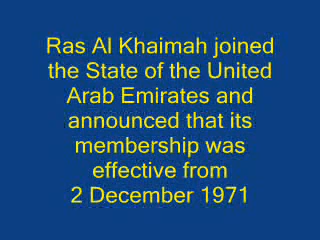 Ras Al Khaimah joined
the State of the United
Arab Emirates and
announced that its
membership was
effective from
2 December 1971